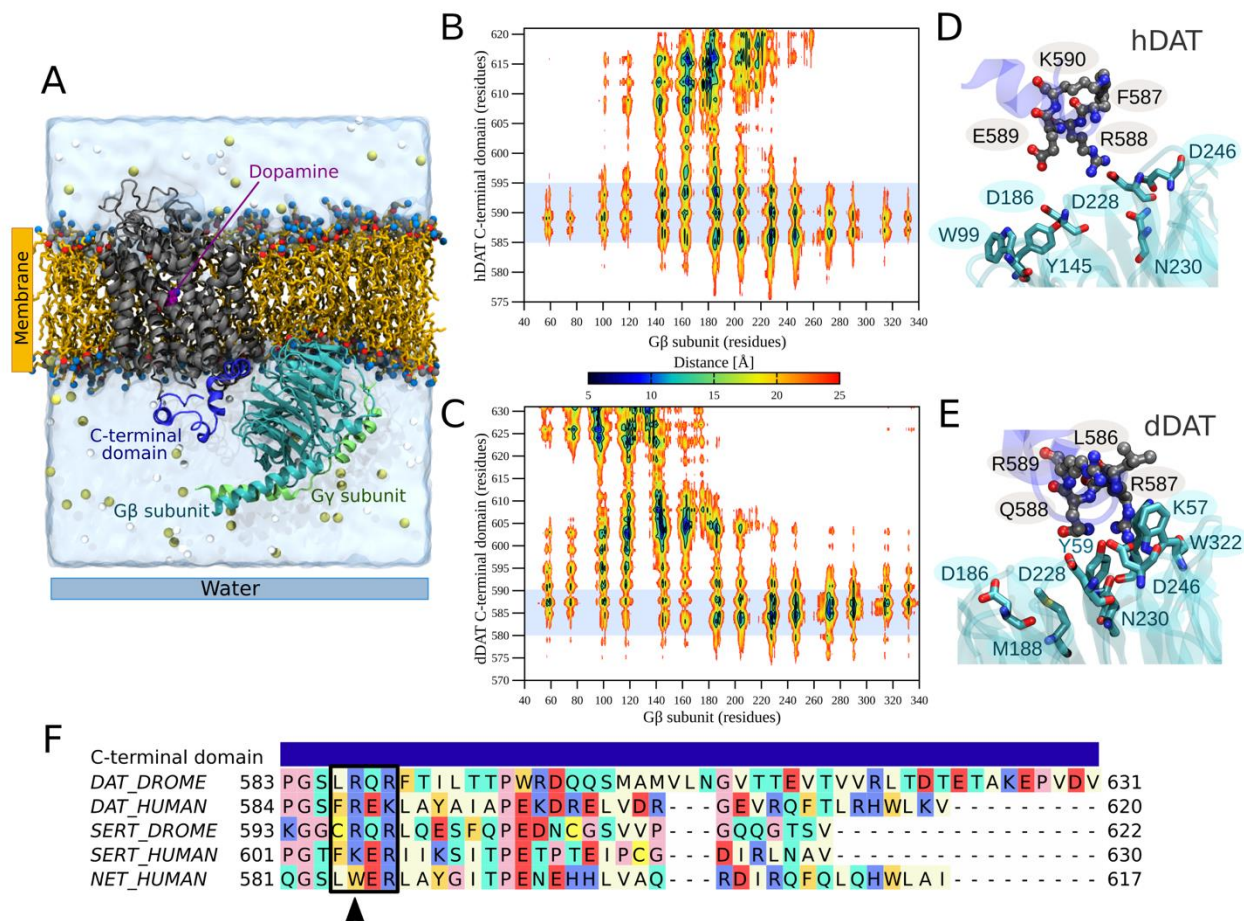 A
Dopamine
Membrane
C-terminal
domain
Gγ subunit
Gβ subunit
Water
B
hDAT C-terminal domain (residues)
620
615
610
605
600
595
590
585
580
575
40 60 80 100 120 140 160 180 200 220 240 260 280 300 320 340
Gβ subunit (residues)
Distance [Å]
5 10 15 20 25
C
dDAT C-terminal domain (residues)
630
625
620
615
610
605
600
595
590
585
580
575
570
40 60 80 100 120 140 160 180 200 220 240 260 280 300 320 340
Gβ subunit (residues)
D
hDAT
K590
F587
E589
R588
D246
D186
D228
W99
Y145
N230
E
dDAT
L586
R589
R587
Q588
K57
Y59
W322
D186
D228
D246
N230
M188
F
C-terminal domain
DAT_DROME 583 PGSLRQRFTILTTPWRDQQSMAMVLNGVTTEVTVVRLTDTETAKEPVDV 631
DAT_HUMAN 584 PGSFREKLAYAIAPEKDRELVDR---GEVRQFTLRHWLKV--------- 620
SERT_DROME 593 KGGCRQRLQESFQPEDNCGSVVP---GQQGTSV---------------- 622
SERT_HUMAN 601 PGTFKERIIKSITPETPTEIPCG---DIRLNAV---------------- 630
NET_HUMAN 581 QGSLWERLAYGITPENEHHLVAQ---RDIRQFQLQHWLAI--------- 617